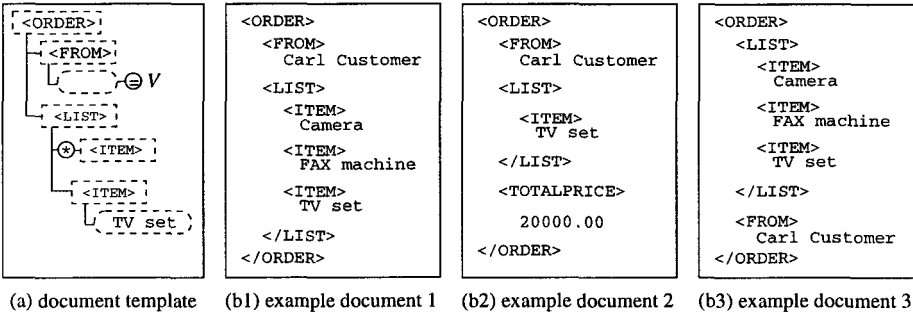 <ORDER>
<FROM>
V
<LIST>
* <ITEM>
<ITEM>
TV set
(a) document template
<ORDER>
<FROM>
Carl Customer
<LIST>
<ITEM>
Camera
<ITEM>
FAX machine
<ITEM>
TV set
</LIST>
</ORDER>
(b1) example document 1
<ORDER>
<FROM>
Carl Customer
<LIST>
<ITEM>
TV set
</LIST>
<TOTALPRICE>
20000.00
</ORDER>
(b2) example document 2
<ORDER>
<LIST>
<ITEM>
Camera
<ITEM>
FAX machine
<ITEM>
TV set
</LIST>
<FROM>
Carl Customer
</ORDER>
(b3) example document 3